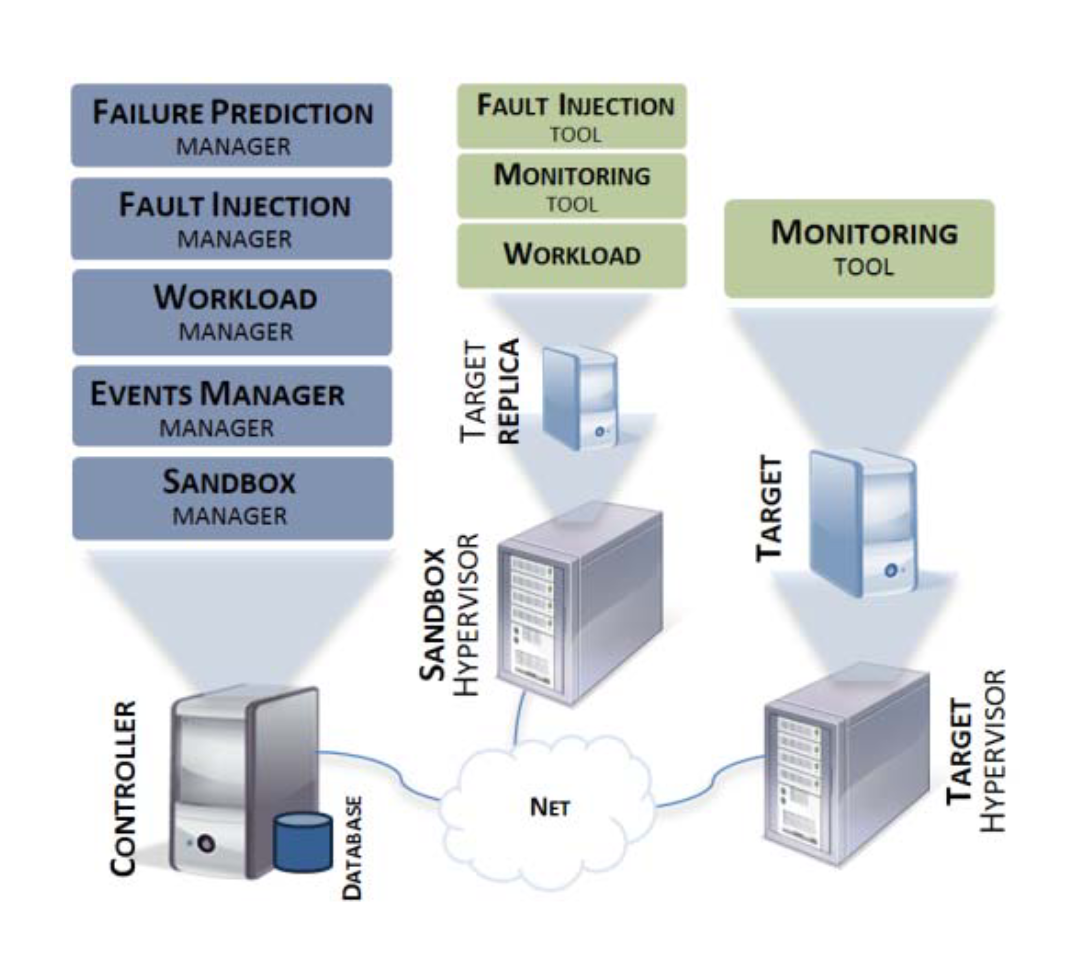 FAILURE PREDICTION
MANAGER
FAULT INJECTION
MANAGER
WORKLOAD
MANAGER
EVENTS MANAGER
MANAGER
SANDBOX
MANAGER
CONTROLLER
DATABASE
FAULT INJECTION
TOOL
MONITORING
TOOL
WORKLOAD
TARGET
REPLICA
SANDBOX
HYPERVISOR
NET
MONITORING
TOOL
TARGET
TARGET
HYPERVISOR